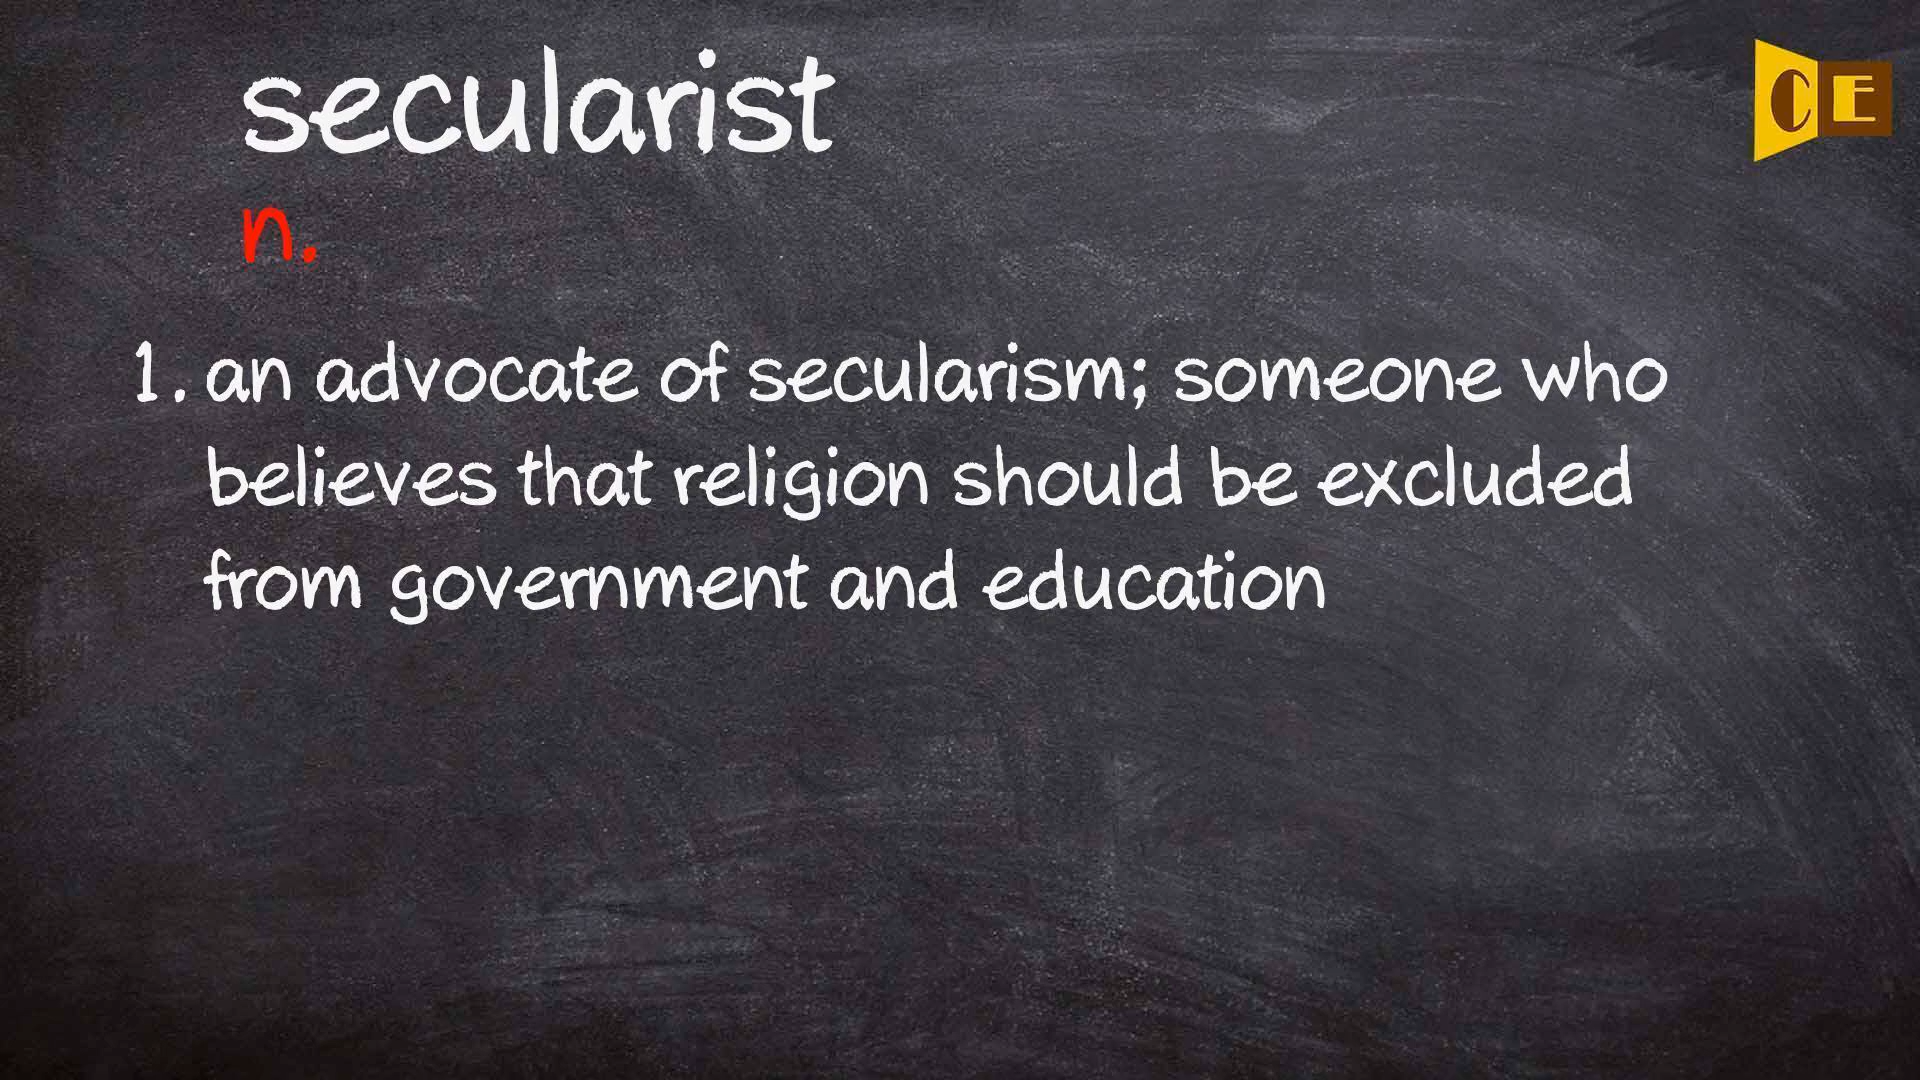 secularist
CE
n.
1. an advocate of secularism; someone who
believes that religion should be excluded
from government and education